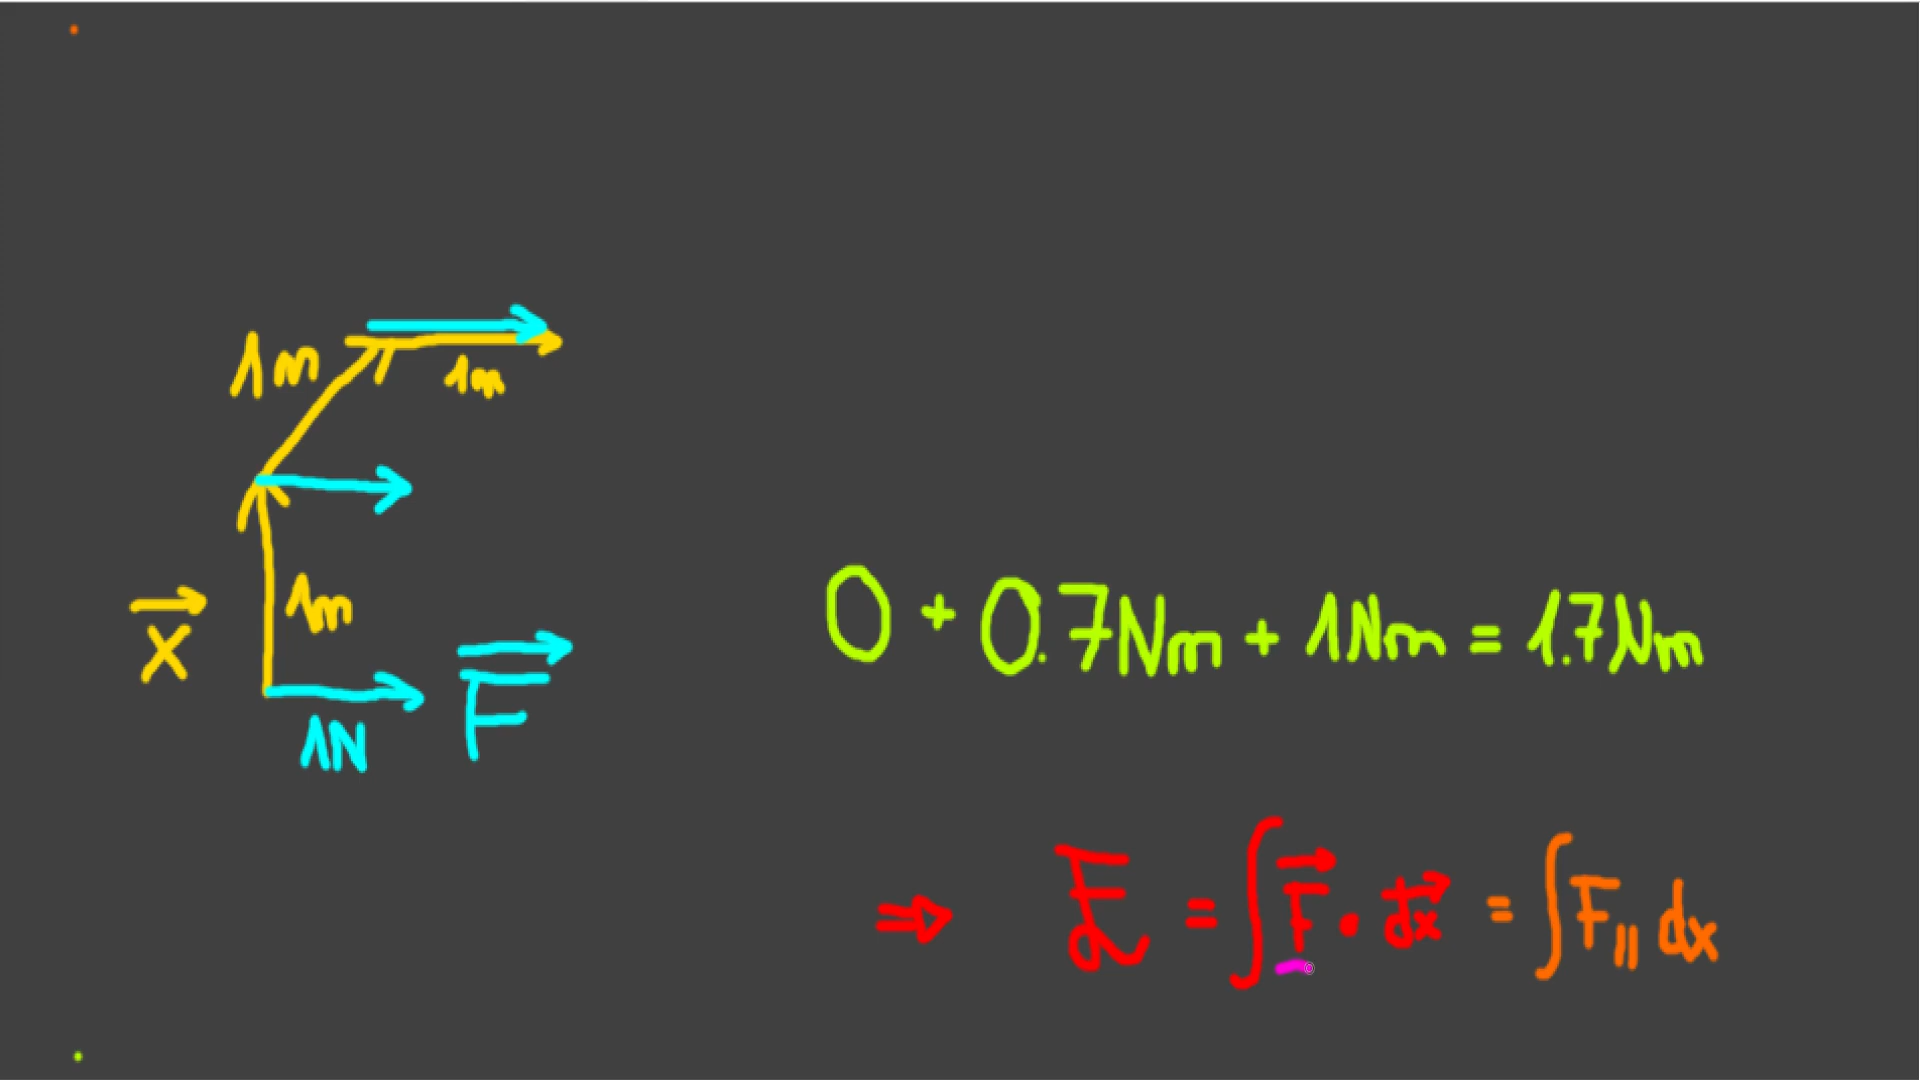 1m
1m
1m
x⃗
1N
F⃗
0 + 0.7Nm + 1Nm = 1.7Nm
⇒ = ∫ F⃗ · dx⃗ = ∫ F∥ dx